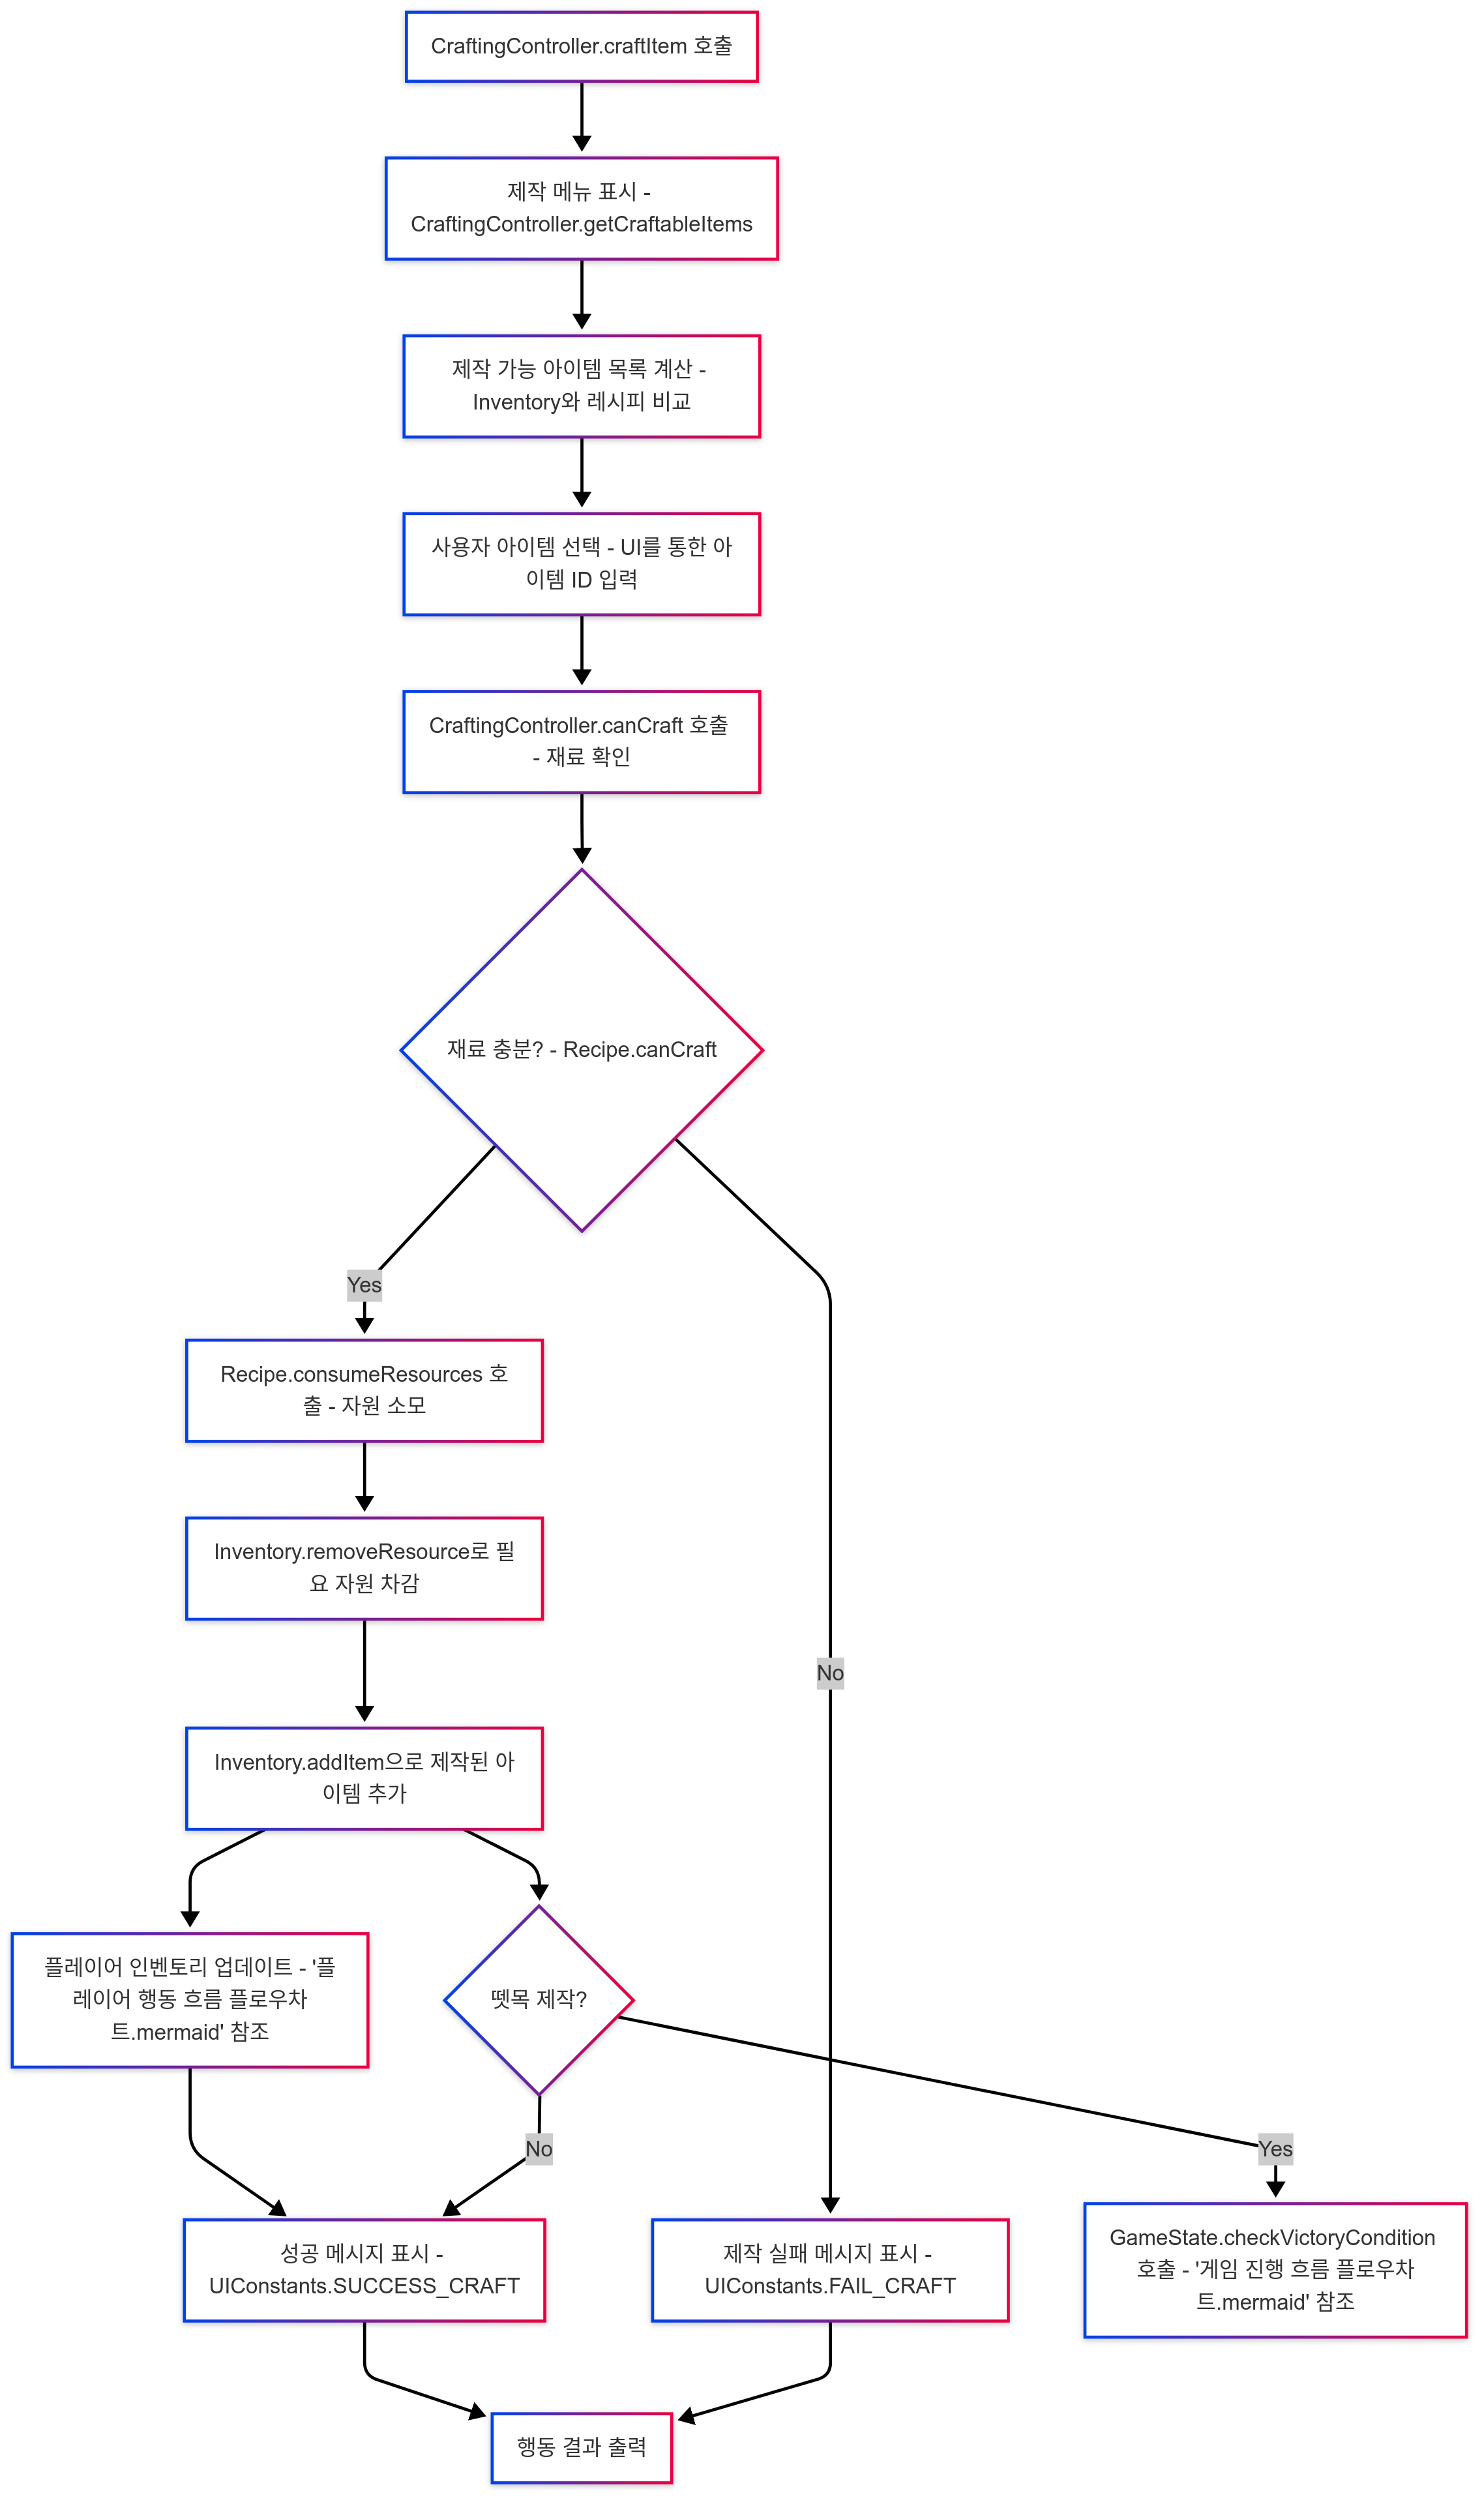 CraftingController.craftItem 호출
제작 메뉴 표시 -
CraftingController.getCraftableItems
제작 가능 아이템 목록 계산 -
Inventory와 레시피 비교
사용자 아이템 선택 - UI를 통한 아
이템 ID 입력
CraftingController.canCraft 호출
- 재료 확인
재료 충분? - Recipe.canCraft
Yes
Recipe.consumeResources 호
출 - 자원 소모
Inventory.removeResource로 필
요 자원 차감
No
Inventory.addItem으로 제작된 아
이템 추가
플레이어 인벤토리 업데이트 - '플
레이어 행동 흐름 플로우차
트.mermaid' 참조
뗏목 제작?
No
Yes
성공 메시지 표시 -
UIConstants.SUCCESS_CRAFT
제작 실패 메시지 표시 -
UIConstants.FAIL_CRAFT
GameState.checkVictoryCondition
호출 - '게임 진행 흐름 플로우차
트.mermaid' 참조
행동 결과 출력